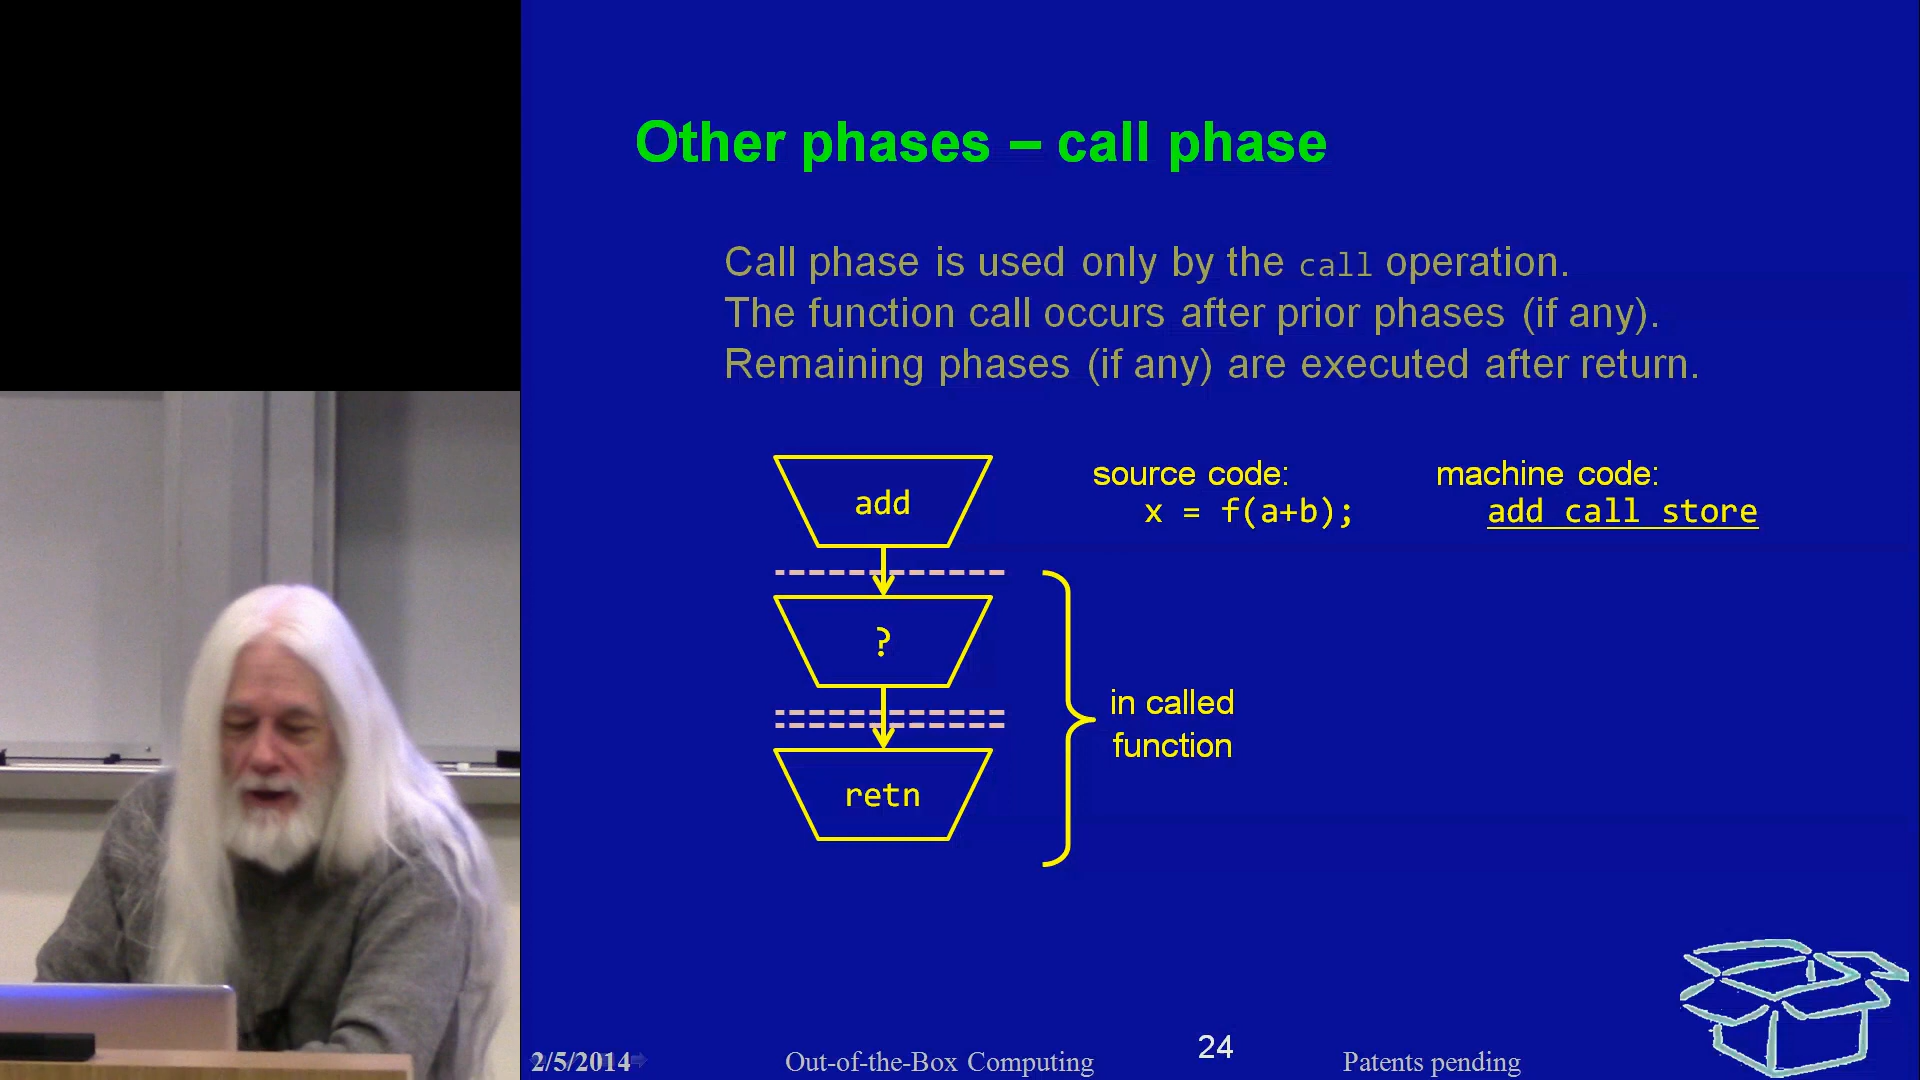 Other phases – call phase
Call phase is used only by the call operation.
The function call occurs after prior phases (if any).
Remaining phases (if any) are executed after return.
add
source code:
x = f(a+b);
machine code:
add call store
?
in called
function
retn
2/5/2014
Out-of-the-Box Computing
24
Patents pending